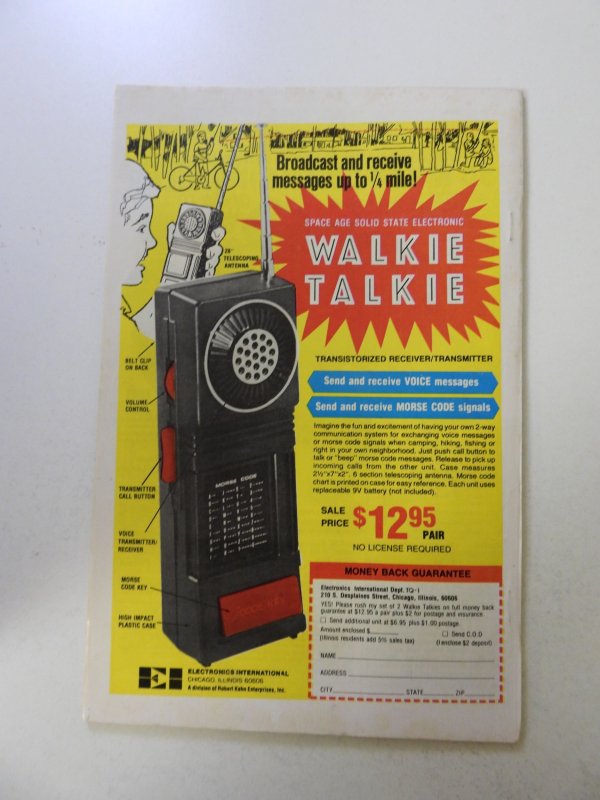 Broadcast and receive
messages up to 1/4 mile!
SPACE AGE SOLID STATE ELECTRONIC
WALKIE
TALKIE
28"
TELESCOPING
ANTENNA
TRANSISTORIZED RECEIVER/TRANSMITTER
Send and receive VOICE messages
Send and receive MORSE CODE signals
BELT CLIP
ON BACK
VOLUME
CONTROL
TRANSMITTER
CALL BUTTON
VOICE
TRANSMITTER/
RECEIVER
MORSE
CODE KEY
HIGH IMPACT
PLASTIC CASE
MORSE CODE
Imagine the fun and excitement of having your own 2-way
communication system for exchanging voice messages
or morse code signals when camping, hiking, fishing or
right in your own neighborhood. Just push call button to
talk or "beep" morse code messages. Release to pick up
incoming calls from the other unit. Case measures
2½"x7"x2". 6 section telescoping antenna. Morse code
chart is printed on case for easy reference. Each unit uses
replaceable 9V battery (not included).
SALE
PRICE $12 95
PAIR
NO LICENSE REQUIRED
MONEY BACK GUARANTEE
Electronics International Dept.
210 S. Desplaines Street, Chicago, Illinois, 60606
YES! Please rush my set of 2 Walkie Talkies on full money back
guarantee at $12.95 a pair plus $2 for postage and insurance.
Send additional unit at $6.95 plus $1.00 postage.
Amount enclosed $ Send C.O.D
(Illinois residents add 5% sales tax) (I enclose $2 deposit)
NAME
ADDRESS
CITY STATE ZIP
EI
ELECTRONICS INTERNATIONAL
CHICAGO, ILLINOIS 60606
A division of Hubert Kahn Enterprises, Inc.